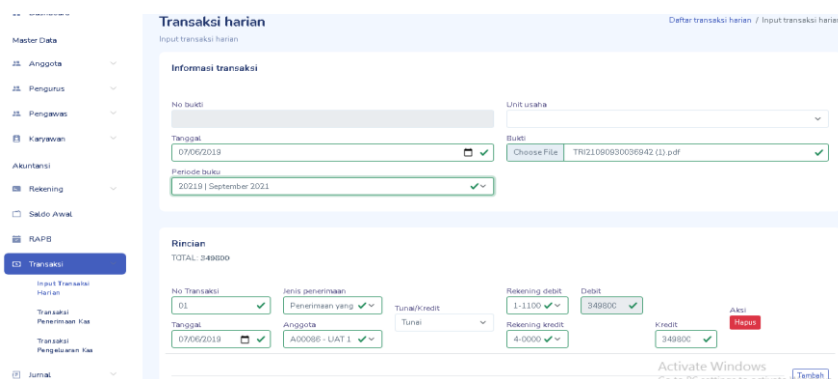 Transaksi harian
Daftar transaksi harian / Input transaksi harian
Input transaksi harian
Master Data
Anggota
Pengurus
Pengawas
Karyawan
Akuntansi
Rekening
Saldo Awal
RAPB
Transaksi
Input Transaksi
Harian
Transaksi
Penerimaan Kas
Transaksi
Pengeluaran Kas
Jurnal
Informasi transaksi
No bukti
Unit usaha
Tanggal
07/06/2019
Bukti
Choose File TRI21090930036942 (1).pdf
Periode buku
20219 | September 2021
Rincian
TOTAL: 349800
No Transaksi
01
Jenis penerimaan
Penerimaan yang
Tunai/Kredit
Tunai
Rekening debit
1-1100
Debit
349800
Aksi
Hapus
Tanggal
07/06/2019
Anggota
A00086 - UAT 1
Rekening kredit
4-0000
Kredit
349800
Activate Windows
Tambah